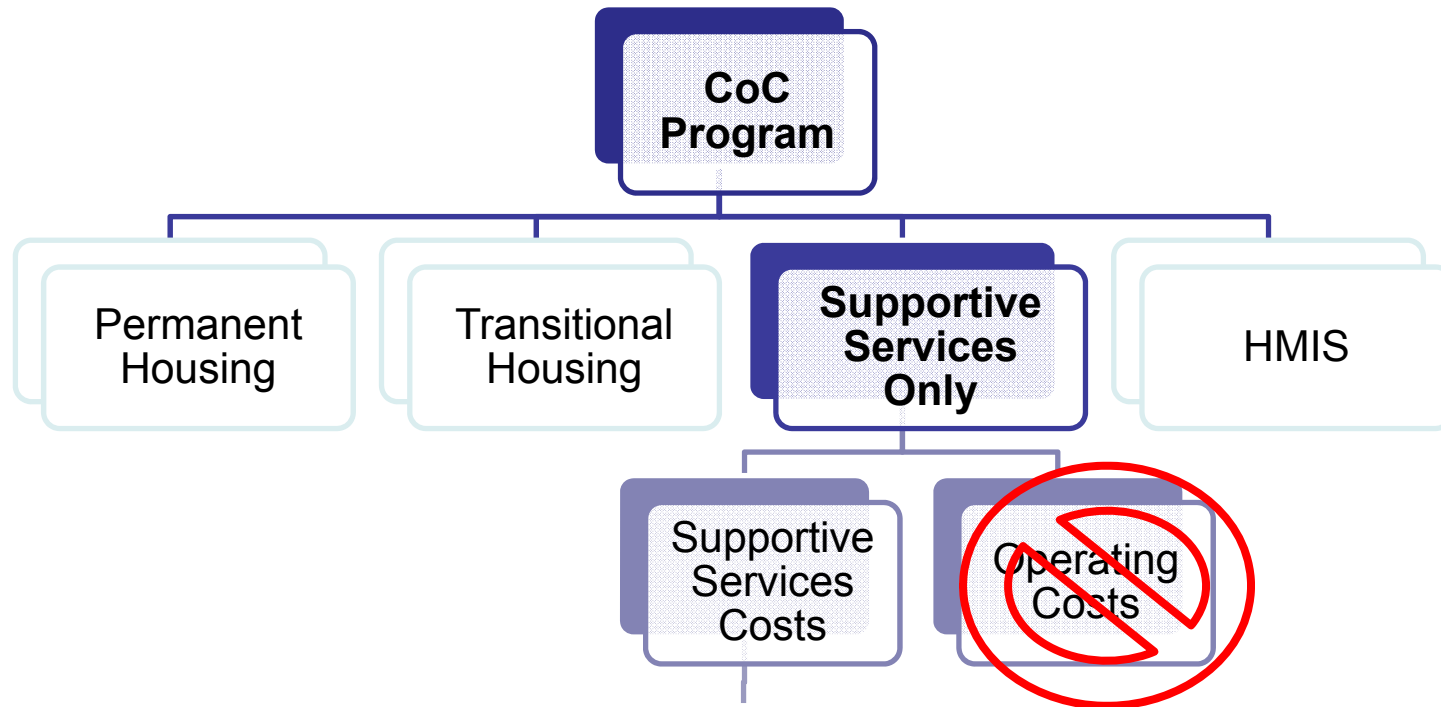 CoC
Program
Permanent
Housing
Transitional
Housing
Supportive
Services
Only
HMIS
Supportive
Services
Costs
Operating
Costs